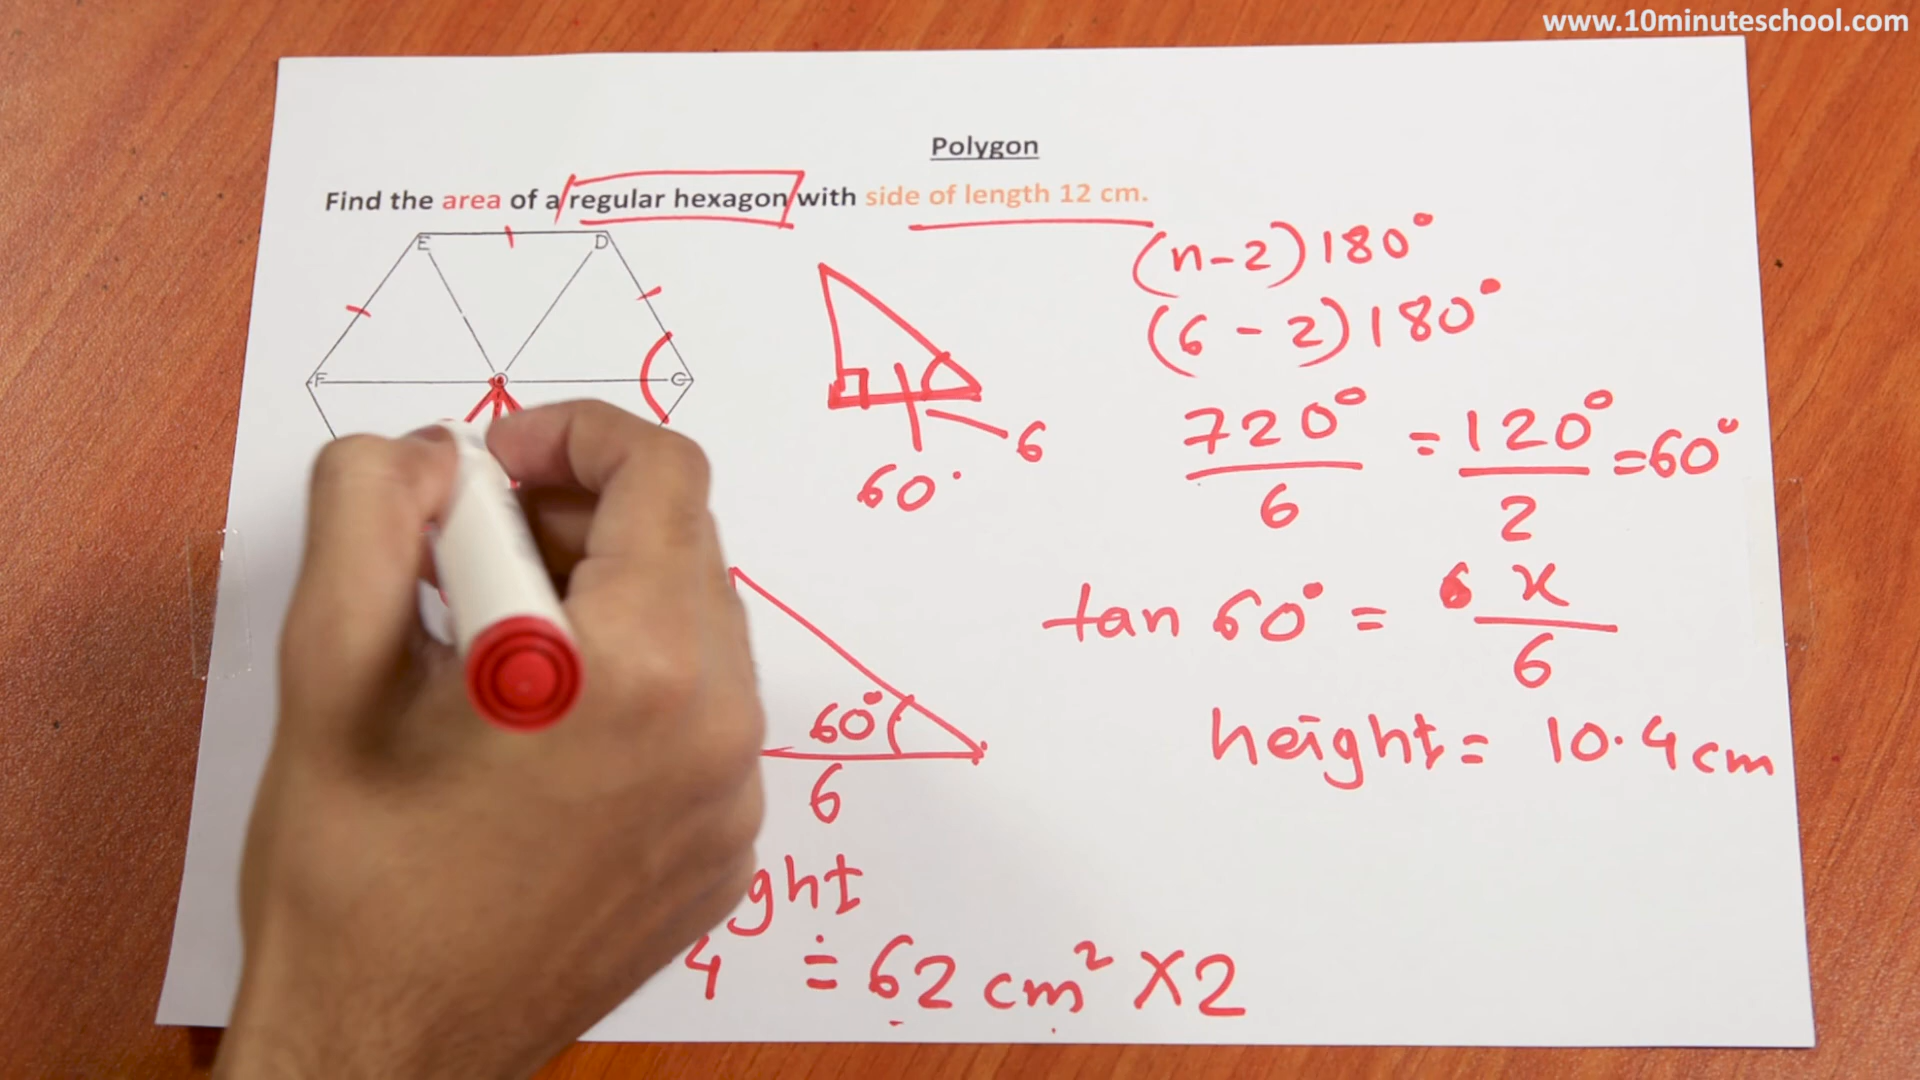 www.10minuteschool.com
Polygon
Find the area of a regular hexagon with side of length 12 cm.
E D
F O C
(n-2)180°
(6-2)180°
720°/6 = 120°/2 = 60°
6
60°
tan 60° = x/6
60°
6
height = 10.4 cm
ght
4 = 62 cm² X2